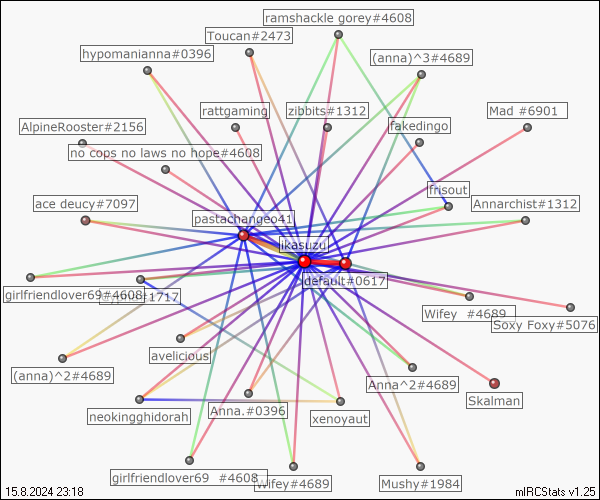 ramshackle gorey#4608
Toucan#2473
hypomanianna#0396
(anna)^3#4689
rattgaming
zibbits#1312
Mad #6901
AlpineRooster#2156
fakedingo
no cops no laws no hope#4608
frisout
ace deucy#7097
Annarchist#1312
pastachangeo41
ikasuzu
default#0617
girlfriendlover69 #4608
#1717
Wifey #4689
Soxy Foxy#5076
avelicious
(anna)^2#4689
Anna^2#4689
Skalman
neokingghidorah
Anna.#0396
xenoyaut
girlfriendlover69 #4608
Wifey#4689
Mushy#1984
15.8.2024 23:18
mIRCStats v1.25